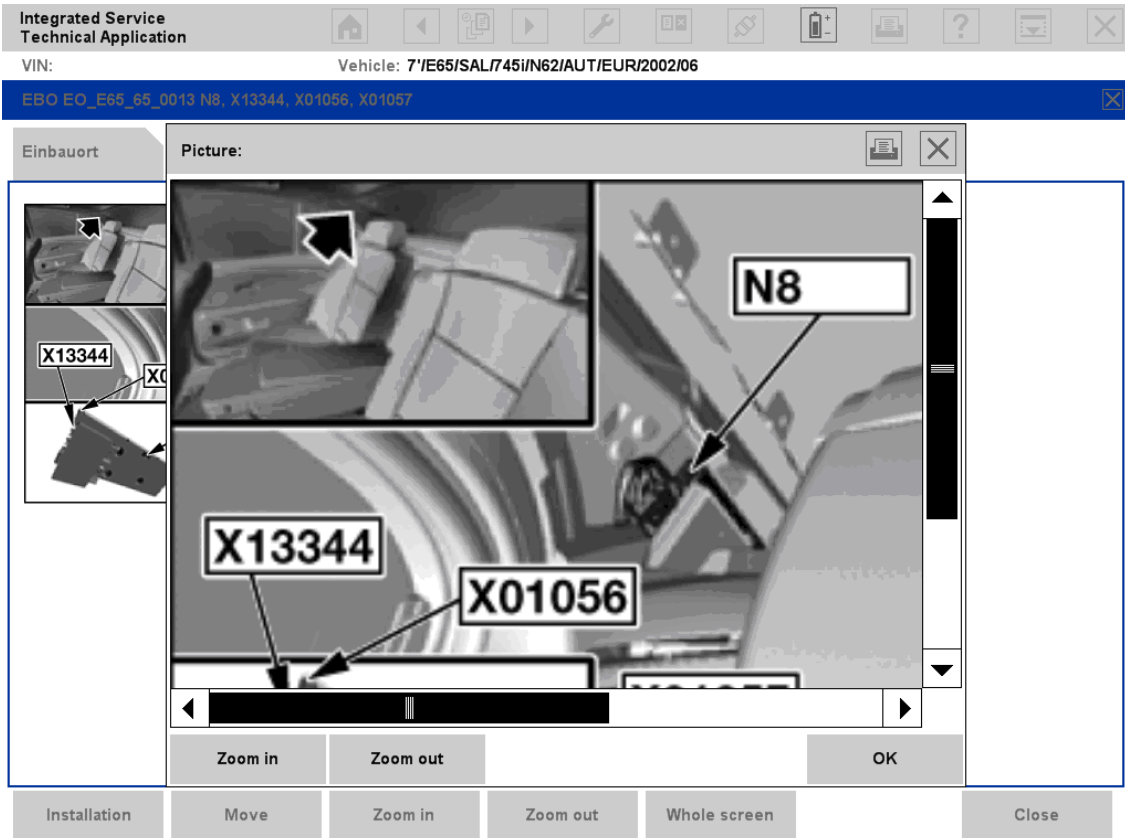 Integrated Service
Technical Application
VIN:
Vehicle: 7'/E65/SAL/745i/N62/AUT/EUR/2002/06
EBO EO_E65_65_0013 N8, X13344, X01056, X01057
Einbauort
Picture:
X13344
N8
X13344
X01056
Zoom in
Zoom out
OK
Installation
Move
Zoom in
Zoom out
Whole screen
Close